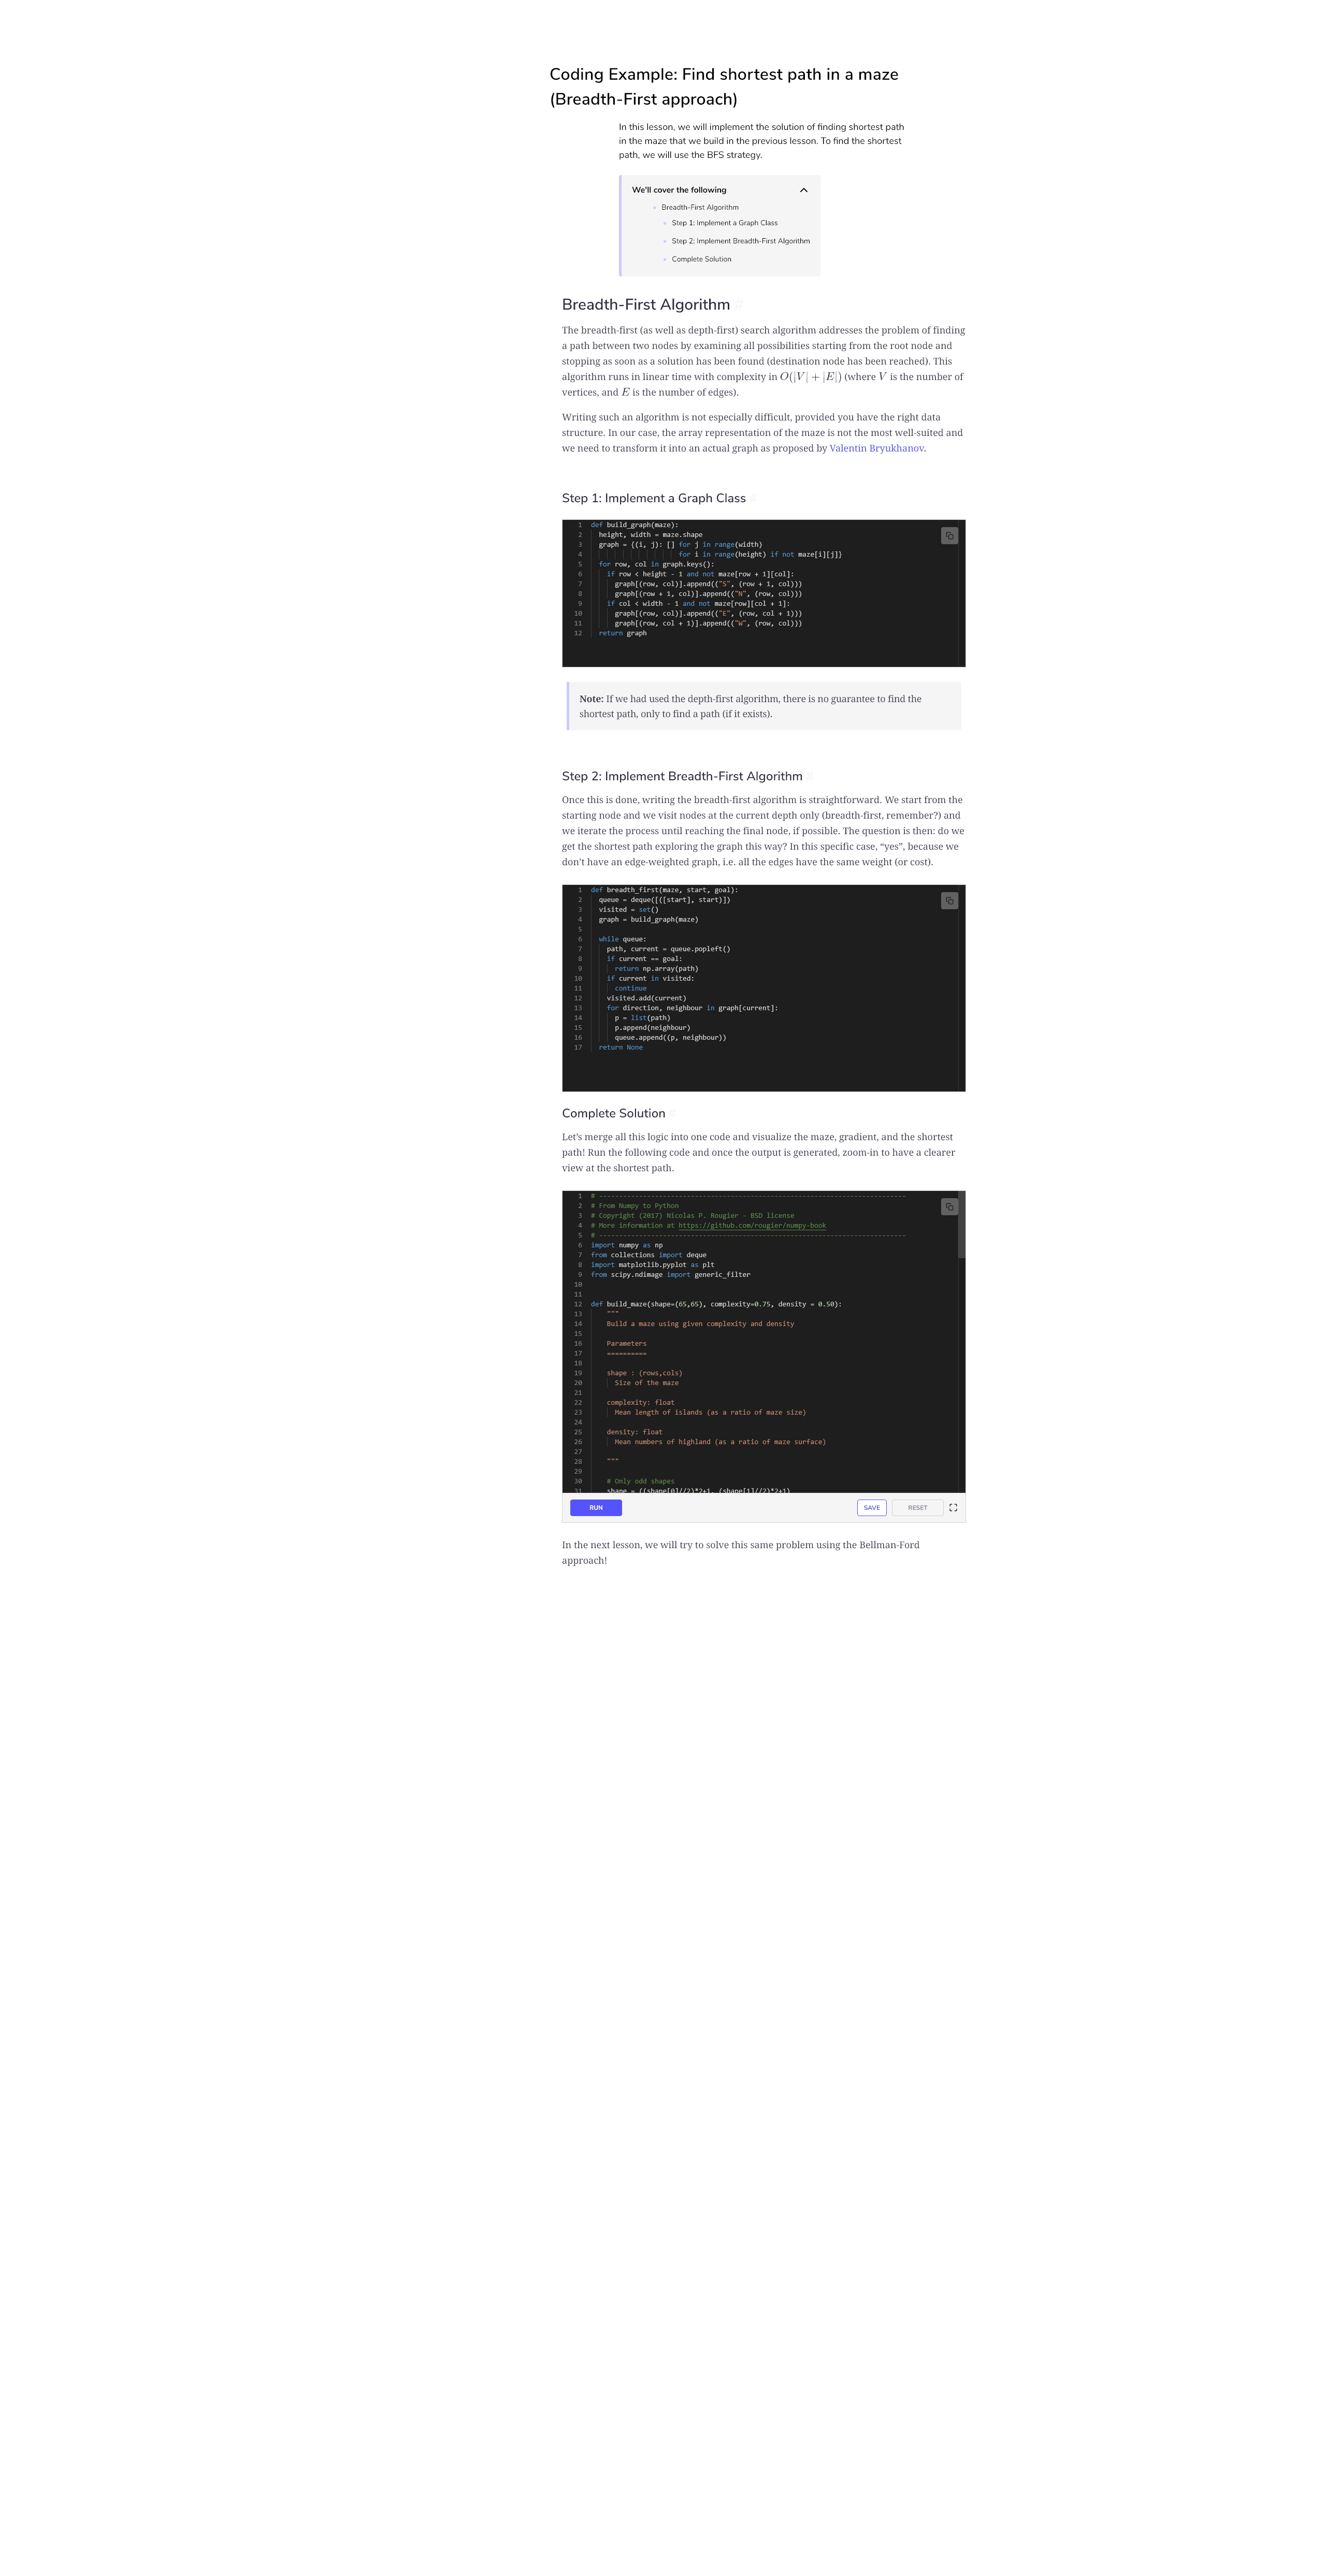 Coding Example: Find shortest path in a maze
(Breadth-First approach)
In this lesson, we will implement the solution of finding shortest path
in the maze that we build in the previous lesson. To find the shortest
path, we will use the BFS strategy.
We'll cover the following
Breadth-First Algorithm
Step 1: Implement a Graph Class
Step 2: Implement Breadth-First Algorithm
Complete Solution
Breadth-First Algorithm #
The breadth-first (as well as depth-first) search algorithm addresses the problem of finding
a path between two nodes by examining all possibilities starting from the root node and
stopping as soon as a solution has been found (destination node has been reached). This
algorithm runs in linear time with complexity in O(|V| + |E|) (where V is the number of
vertices, and E is the number of edges).
Writing such an algorithm is not especially difficult, provided you have the right data
structure. In our case, the array representation of the maze is not the most well-suited and
we need to transform it into an actual graph as proposed by Valentin Bryukhanov.
Step 1: Implement a Graph Class #
1 def build_graph(maze):
2   height, width = maze.shape
3   graph = {(i, j): [] for j in range(width)
4                       for i in range(height) if not maze[i][j]}
5   for row, col in graph.keys():
6     if row < height - 1 and not maze[row + 1][col]:
7       graph[(row, col)].append(("S", (row + 1, col)))
8       graph[(row + 1, col)].append(("N", (row, col)))
9     if col < width - 1 and not maze[row][col + 1]:
10       graph[(row, col)].append(("E", (row, col + 1)))
11       graph[(row, col + 1)].append(("W", (row, col)))
12   return graph
Note: If we had used the depth-first algorithm, there is no guarantee to find the
shortest path, only to find a path (if it exists).
Step 2: Implement Breadth-First Algorithm #
Once this is done, writing the breadth-first algorithm is straightforward. We start from the
starting node and we visit nodes at the current depth only (breadth-first, remember?) and
we iterate the process until reaching the final node, if possible. The question is then: do we
get the shortest path exploring the graph this way? In this specific case, “yes”, because we
don’t have an edge-weighted graph, i.e. all the edges have the same weight (or cost).
1 def breadth_first(maze, start, goal):
2   queue = deque([([start], start)])
3   visited = set()
4   graph = build_graph(maze)
5
6   while queue:
7     path, current = queue.popleft()
8     if current == goal:
9       return np.array(path)
10     if current in visited:
11       continue
12     visited.add(current)
13     for direction, neighbour in graph[current]:
14       p = list(path)
15       p.append(neighbour)
16       queue.append((p, neighbour))
17   return None
Complete Solution #
Let’s merge all this logic into one code and visualize the maze, gradient, and the shortest
path! Run the following code and once the output is generated, zoom-in to have a clearer
view at the shortest path.
1 # -----------------------------------------------------------------------------
2 # From Numpy to Python
3 # Copyright (2017) Nicolas P. Rougier - BSD license
4 # More information at https://github.com/rougier/numpy-book
5 # -----------------------------------------------------------------------------
6 import numpy as np
7 from collections import deque
8 import matplotlib.pyplot as plt
9 from scipy.ndimage import generic_filter
10
11
12 def build_maze(shape=(65,65), complexity=0.75, density = 0.50):
13     """
14     Build a maze using given complexity and density
15
16     Parameters
17     ==========
18
19     shape : (rows,cols)
20       Size of the maze
21
22     complexity: float
23       Mean length of islands (as a ratio of maze size)
24
25     density: float
26       Mean numbers of highland (as a ratio of maze surface)
27
28     """
29
30     # Only odd shapes
31     shape = ((shape[0]//2)*2+1, (shape[1]//2)*2+1)
RUN
SAVE
RESET
In the next lesson, we will try to solve this same problem using the Bellman-Ford
approach!